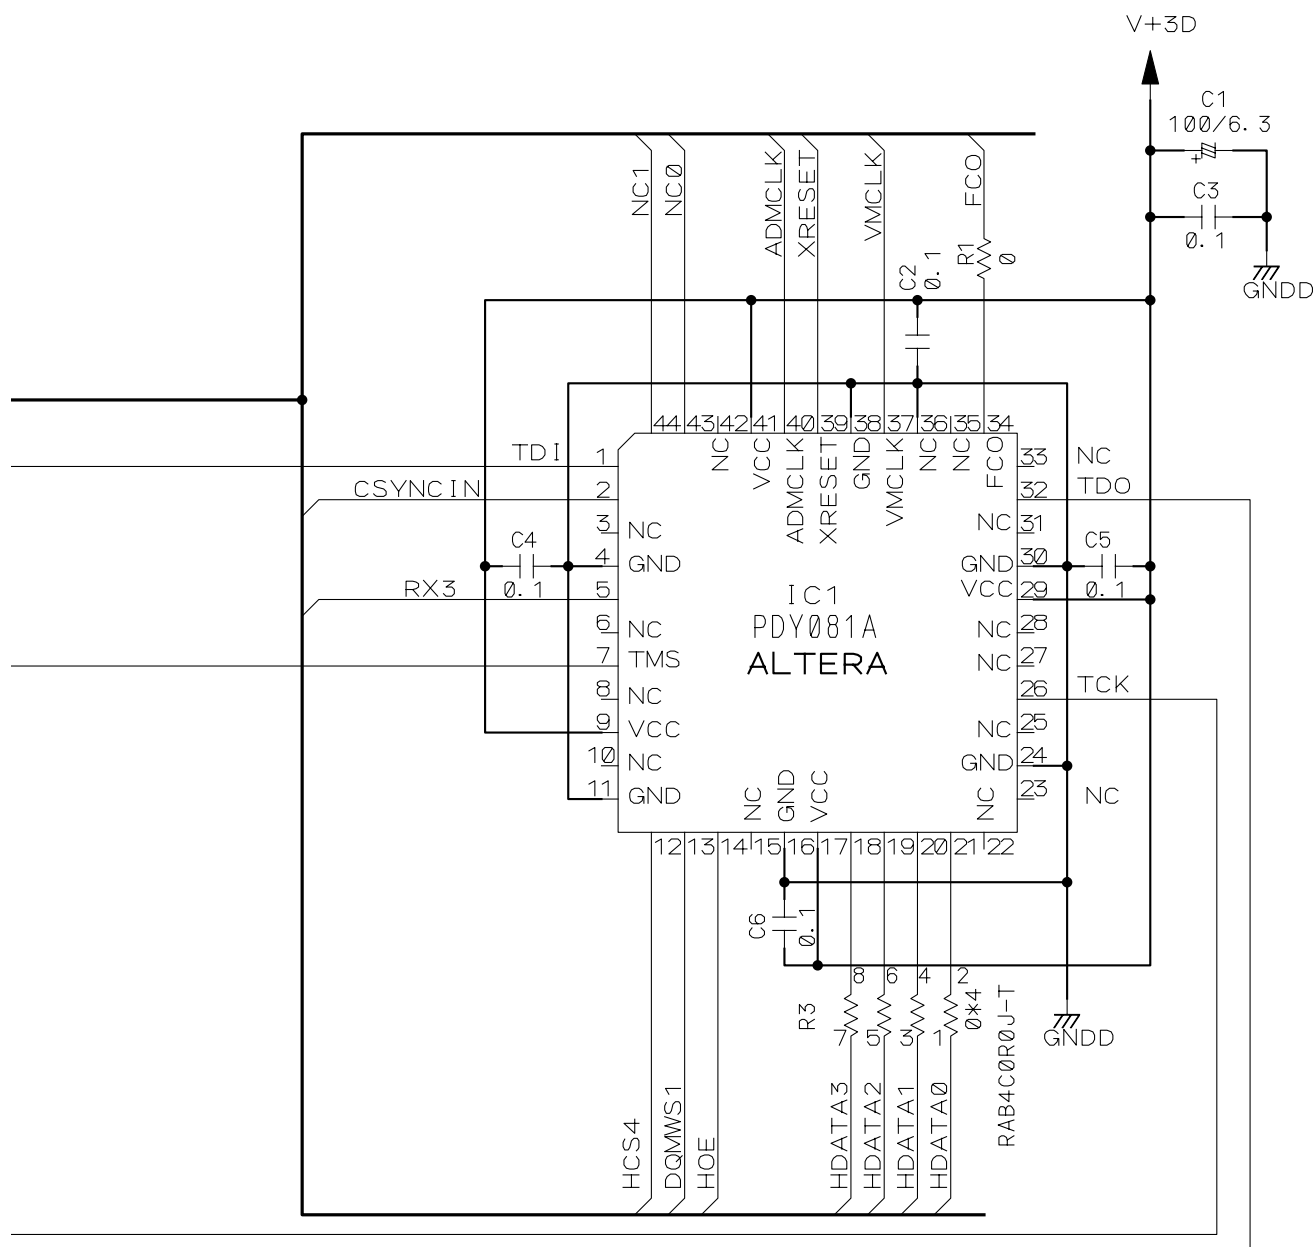 V+3D
C1
100/6.3
C3
0.1
GNDD
NC1
NC0
ADMCLK
XRESET
VMCLK
FCO
R1
0
C2
0.1
44 43 42 41 40 39 38 37 36 35 34
NC
VCC
ADMCLK
XRESET
GND
VMCLK
NC
NC
FCO
TDI 1
CSYNCIN 2
3 NC
C4
0.1
4 GND
RX3 5
6 NC
7 TMS
8 NC
9 VCC
10 NC
11 GND
33 NC
32 TDO
NC 31
GND 30
C5
0.1
VCC 29
NC 28
NC 27
26 TCK
NC 25
GND 24
23 NC
IC1
PDY081A
ALTERA
NC
GND
VCC
NC
12 13 14 15 16 17 18 19 20 21 22
C6
0.1
8 6 4 2
R3
7 5 3 1
0*4
RAB4C0R0J-T
GNDD
HCS4
DQMWS1
HOE
HDATA3
HDATA2
HDATA1
HDATA0